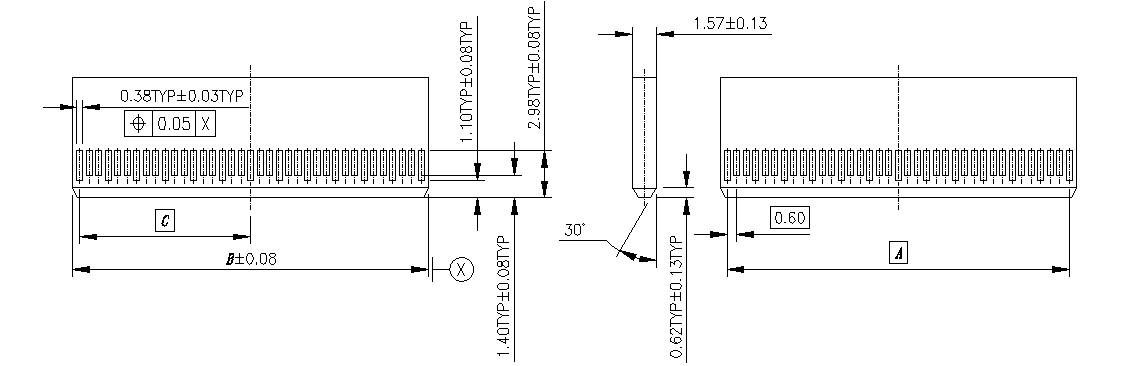 0.38TYP±0.03TYP
0.05 X
1.10TYP±0.08TYP
2.98TYP±0.08TYP
C
B±0.08
X
1.40TYP±0.08TYP
1.57±0.13
30°
0.62TYP±0.13TYP
0.60
A